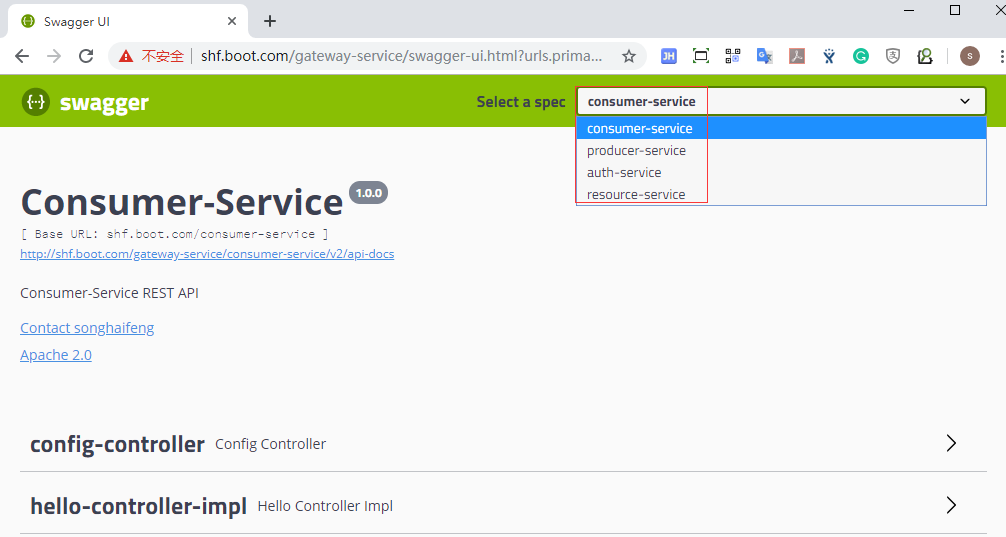 Swagger UI
不安全 shf.boot.com/gateway-service/swagger-ui.html?urls.prima...
JH
G
s
{···} swagger
Select a spec consumer-service
consumer-service
producer-service
auth-service
resource-service
Consumer-Service 1.0.0
[ Base URL: shf.boot.com/consumer-service ]
http://shf.boot.com/gateway-service/consumer-service/v2/api-docs
Consumer-Service REST API
Contact songhaifeng
Apache 2.0
config-controller Config Controller
hello-controller-impl Hello Controller Impl